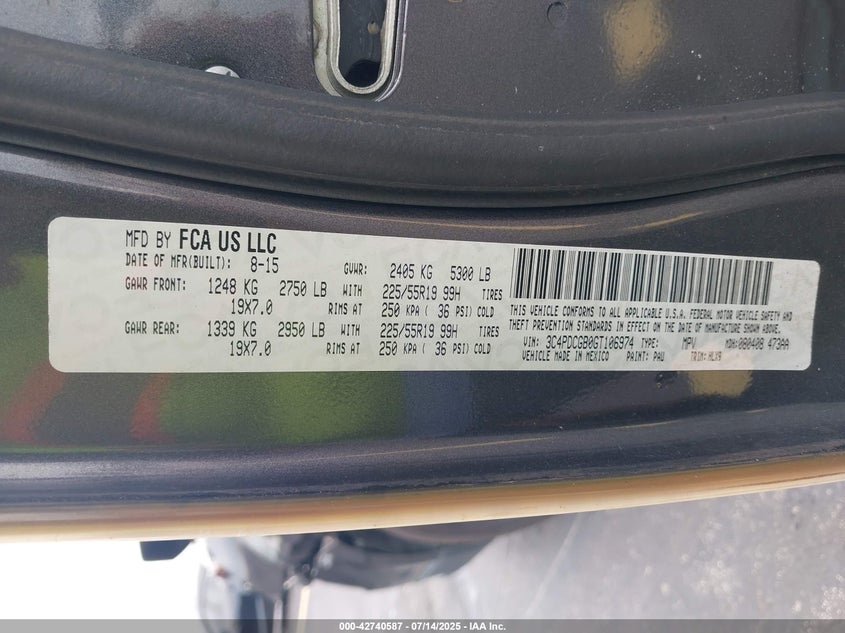 MFD BY FCA US LLC
DATE OF MFR(BUILT): 8-15 GVWR: 2405 KG 5300 LB
GAWR FRONT: 1248 KG 2750 LB WITH 225/55R19 99H TIRES
19X7.0 RIMS AT 250 KPA ( 36 PSI) COLD
GAWR REAR: 1339 KG 2950 LB WITH 225/55R19 99H TIRES
19X7.0 RIMS AT 250 KPA ( 36 PSI) COLD
THIS VEHICLE CONFORMS TO ALL APPLICABLE U.S.A. FEDERAL MOTOR VEHICLE SAFETY AND
THEFT PREVENTION STANDARDS IN EFFECT ON THE DATE OF MANUFACTURE SHOWN ABOVE.
VIN: 3C4PDCGB0GT106974 TYPE: MPV MDH: 080408 473AA
VEHICLE MADE IN MEXICO PAINT: PAU TRIM: HLX9
000-42740587 - 07/14/2025 - IAA Inc.